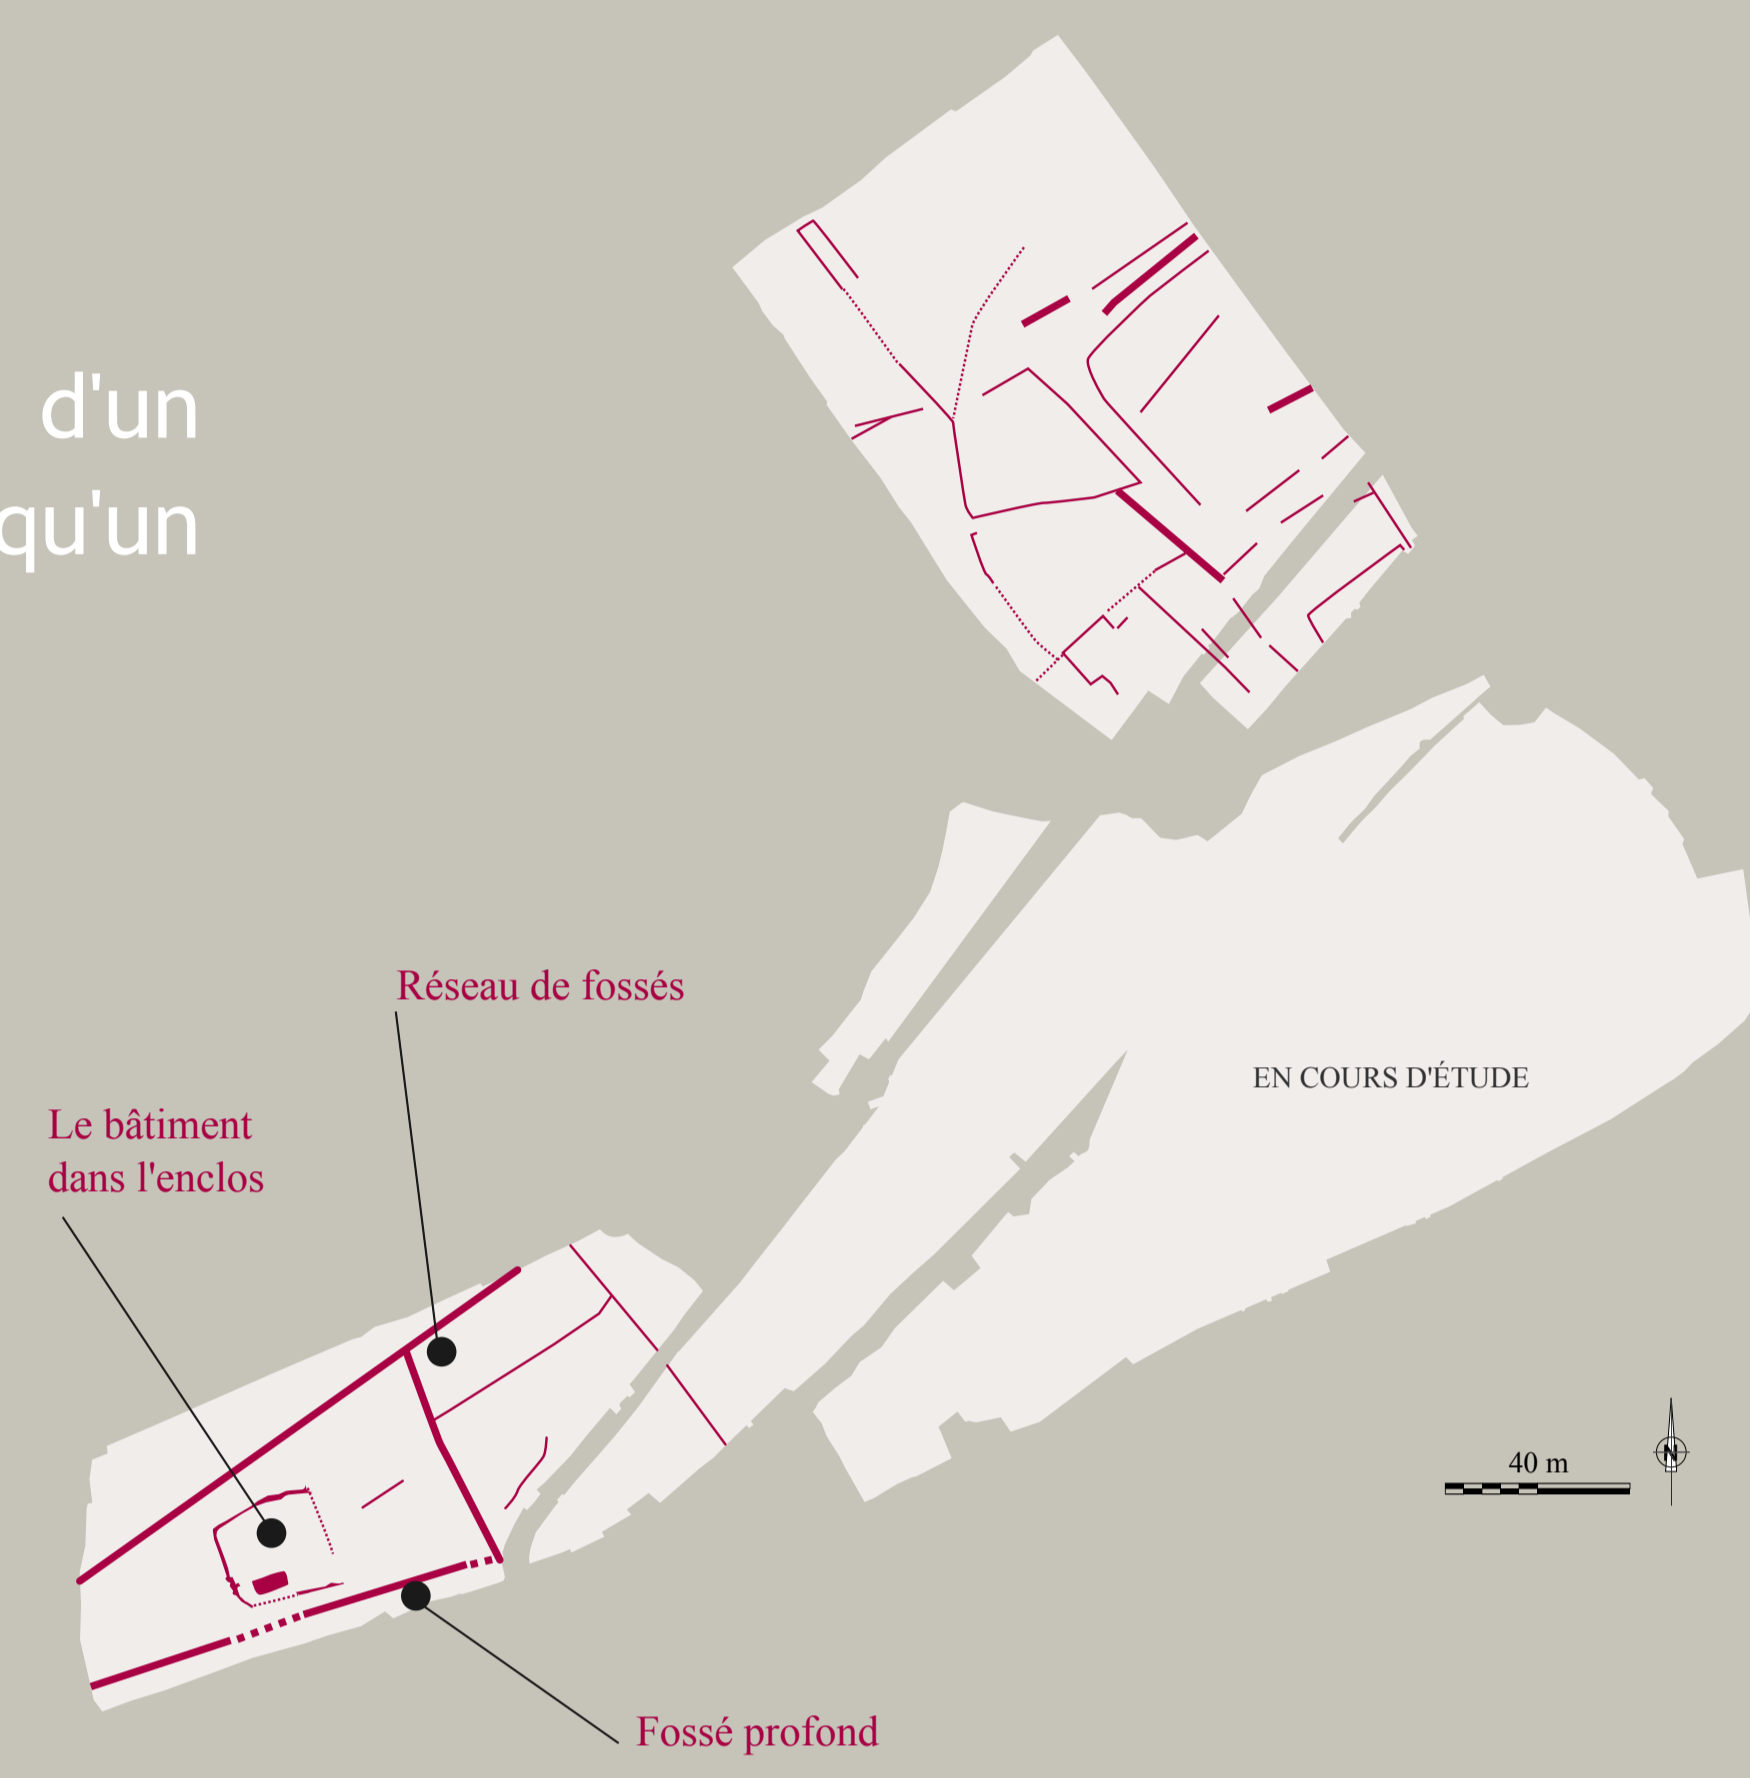 d'un
qu'un
Réseau de fossés
Le bâtiment
dans l'enclos
EN COURS D'ÉTUDE
40 m
N
Fossé profond